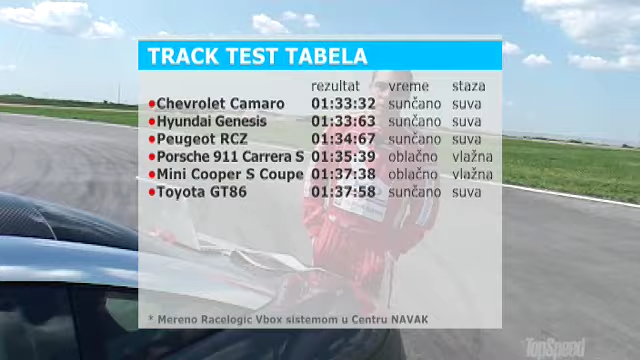 TopSpeed
TRACK TEST TABELA
rezultat vreme staza
•Chevrolet Camaro 01:33:32 sunčano suva
•Hyundai Genesis 01:33:63 sunčano suva
•Peugeot RCZ 01:34:67 sunčano suva
•Porsche 911 Carrera S 01:35:39 oblačno vlažna
•Mini Cooper S Coupe 01:37:38 oblačno vlažna
•Toyota GT86 01:37:58 sunčano suva
* Mereno Racelogic Vbox sistemom u Centru NAVAK
TopSpeed